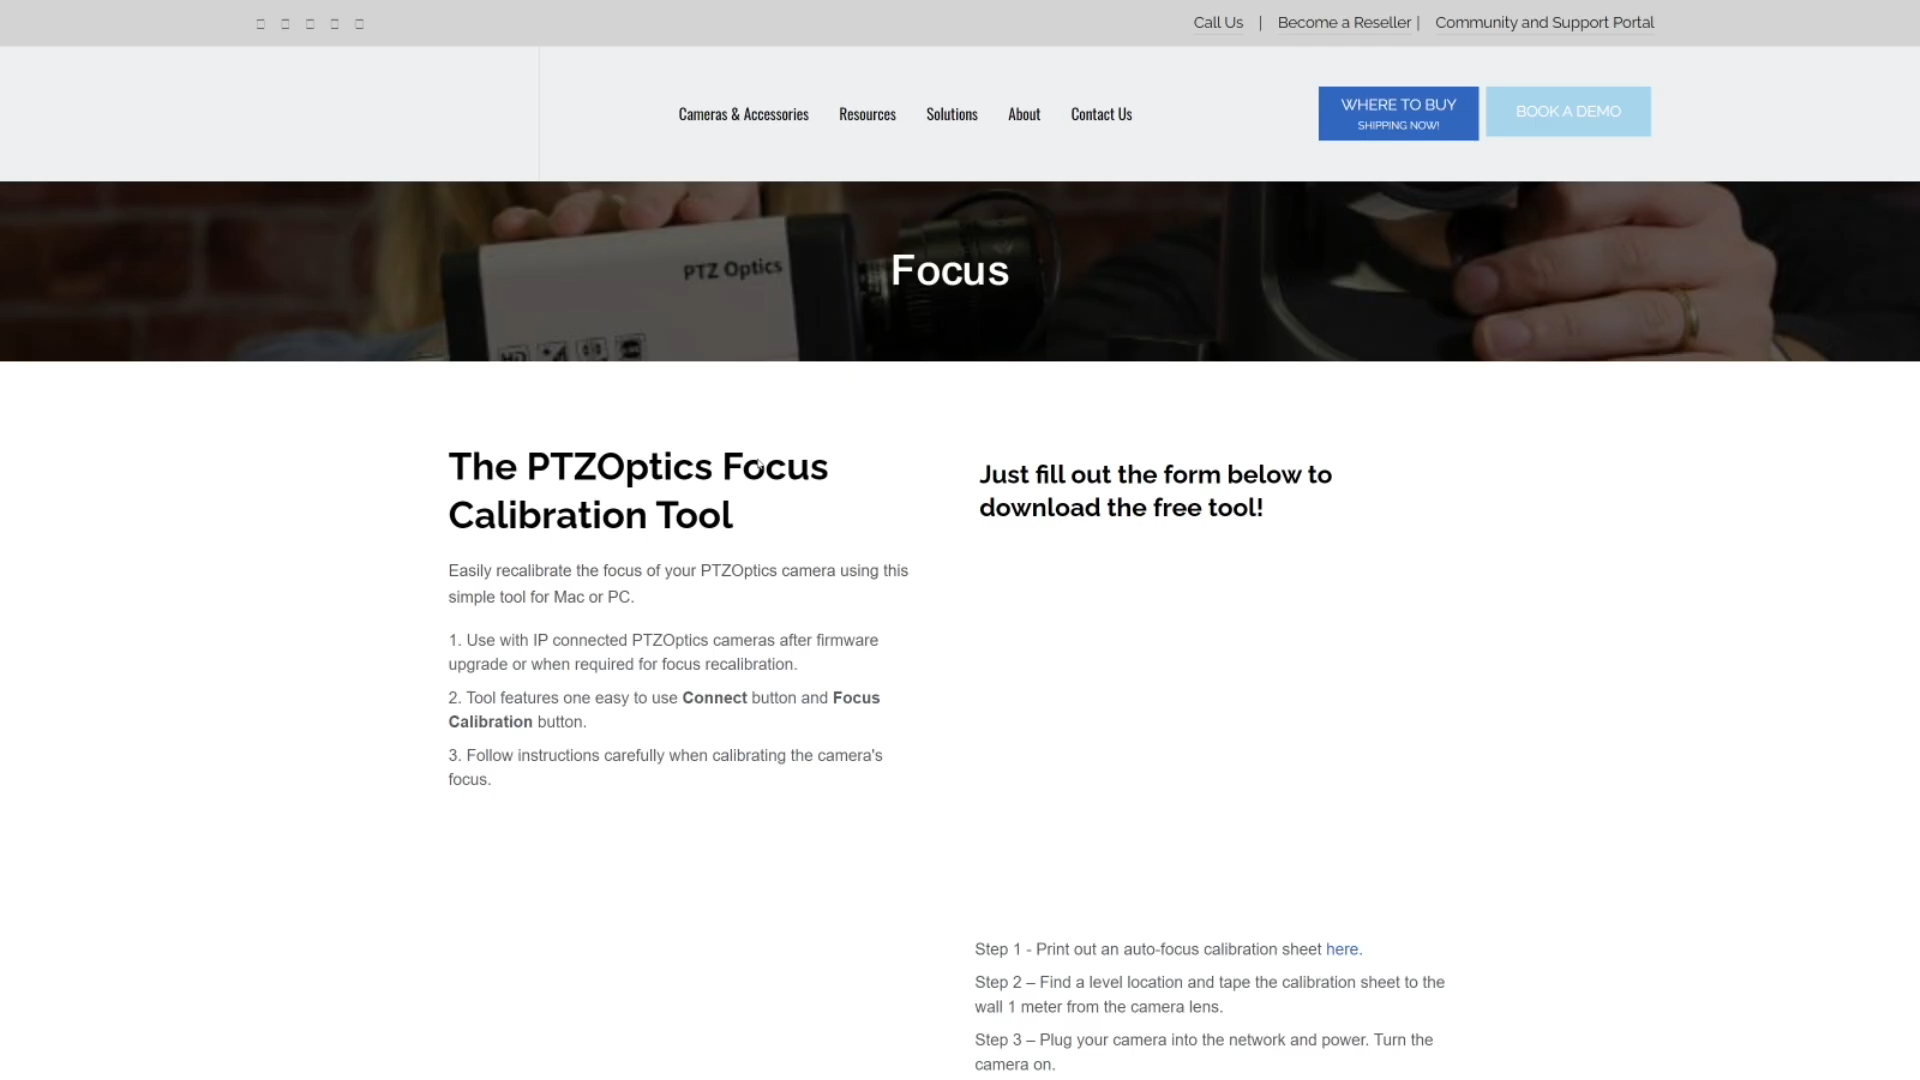 Call Us | Become a Reseller | Community and Support Portal
Cameras & Accessories Resources Solutions About Contact Us
WHERE TO BUY
SHIPPING NOW!
BOOK A DEMO
PTZ Optics
HD
Focus
The PTZOptics Focus
Calibration Tool
Easily recalibrate the focus of your PTZOptics camera using this
simple tool for Mac or PC.
1. Use with IP connected PTZOptics cameras after firmware
upgrade or when required for focus recalibration.
2. Tool features one easy to use Connect button and Focus
Calibration button.
3. Follow instructions carefully when calibrating the camera's
focus.
Just fill out the form below to
download the free tool!
Step 1 - Print out an auto-focus calibration sheet here.
Step 2 – Find a level location and tape the calibration sheet to the
wall 1 meter from the camera lens.
Step 3 – Plug your camera into the network and power. Turn the
camera on.